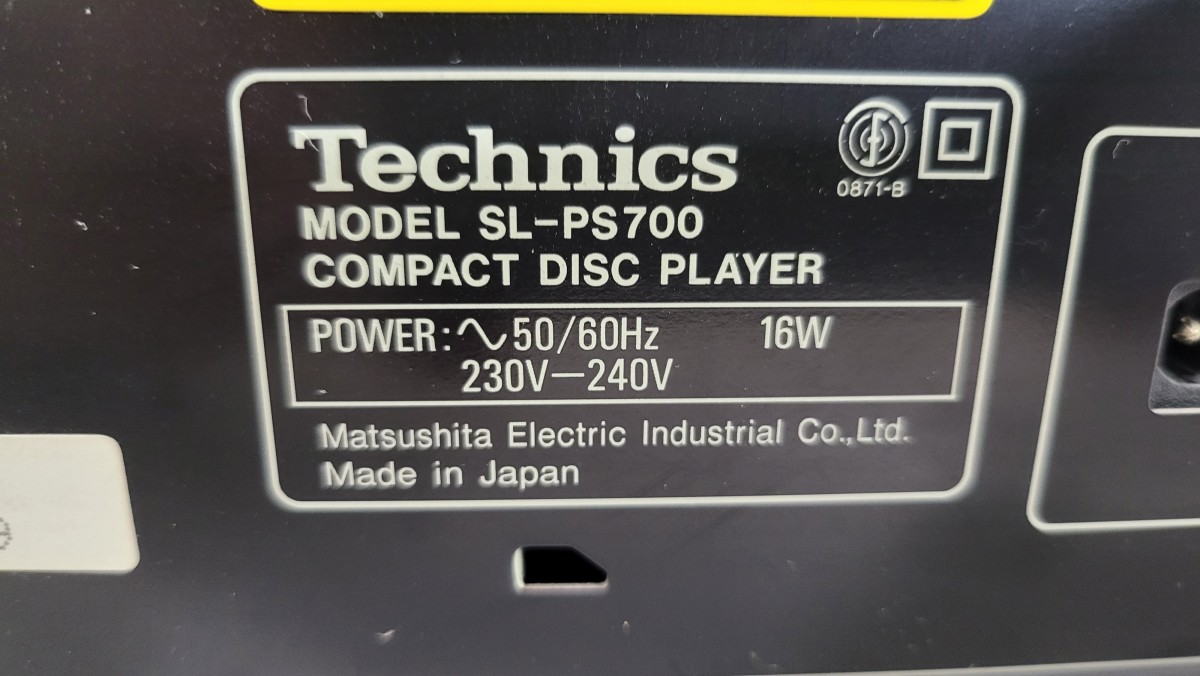 Technics
0871-B
MODEL SL-PS700
COMPACT DISC PLAYER
POWER: ∿50/60Hz 16W
230V—240V
Matsushita Electric Industrial Co.,Ltd.
Made in Japan